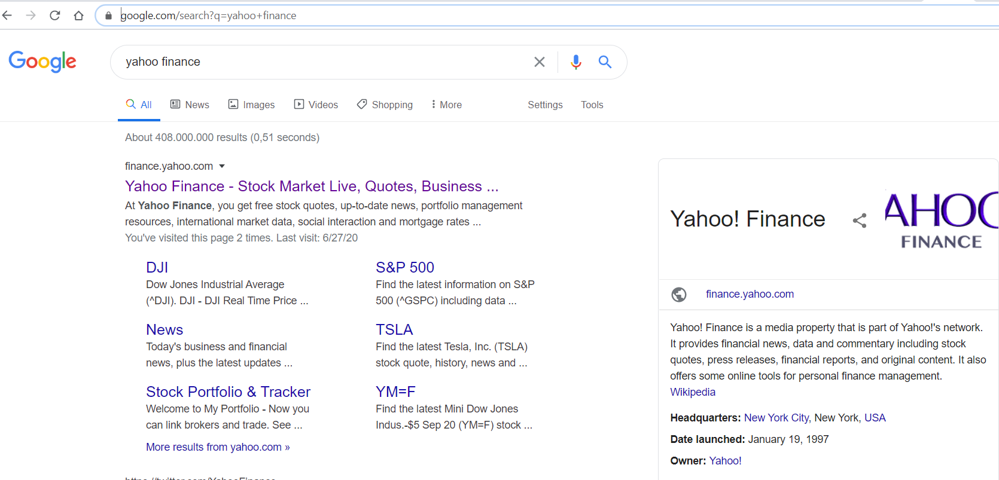 google.com/search?q=yahoo+finance
Google
yahoo finance
All News Images Videos Shopping More Settings Tools
About 408.000.000 results (0,51 seconds)
finance.yahoo.com
Yahoo Finance - Stock Market Live, Quotes, Business ...
At Yahoo Finance, you get free stock quotes, up-to-date news, portfolio management
resources, international market data, social interaction and mortgage rates ...
You've visited this page 2 times. Last visit: 6/27/20
DJI
Dow Jones Industrial Average
(^DJI). DJI - DJI Real Time Price ...
S&P 500
Find the latest information on S&P
500 (^GSPC) including data ...
News
Today's business and financial
news, plus the latest updates ...
TSLA
Find the latest Tesla, Inc. (TSLA)
stock quote, history, news and ...
Stock Portfolio & Tracker
Welcome to My Portfolio - Now you
can link brokers and trade. See ...
YM=F
Find the latest Mini Dow Jones
Indus.-$5 Sep 20 (YM=F) stock ...
More results from yahoo.com »
https://twitter.com/YahooFinance
Yahoo! Finance
AHOO
FINANCE
finance.yahoo.com
Yahoo! Finance is a media property that is part of Yahoo!'s network.
It provides financial news, data and commentary including stock
quotes, press releases, financial reports, and original content. It also
offers some online tools for personal finance management.
Wikipedia
Headquarters: New York City, New York, USA
Date launched: January 19, 1997
Owner: Yahoo!